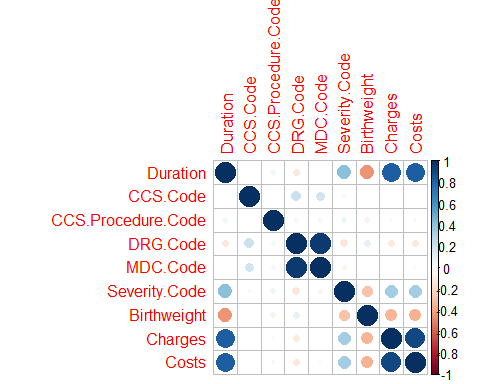 Duration
CCS.Code
CCS.Procedure.Code
DRG.Code
MDC.Code
Severity.Code
Birthweight
Charges
Costs
Duration
CCS.Code
CCS.Procedure.Code
DRG.Code
MDC.Code
Severity.Code
Birthweight
Charges
Costs
1
0.8
0.6
0.4
0.2
0
-0.2
-0.4
-0.6
-0.8
-1